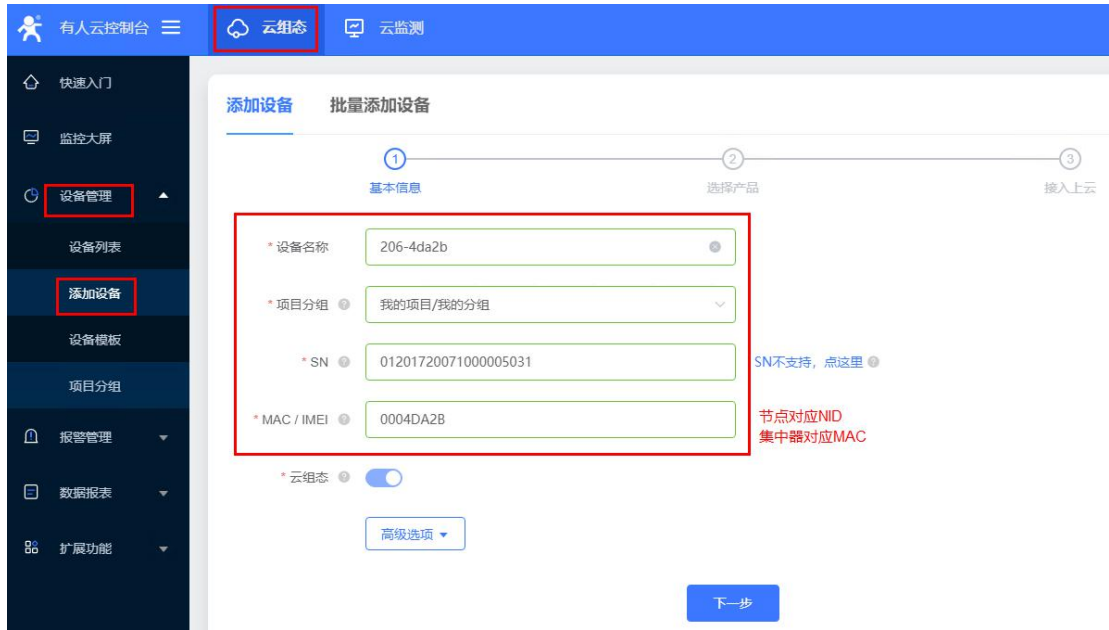 有人云控制台
云组态
云监测
快速入门
监控大屏
设备管理
设备列表
添加设备
设备模板
项目分组
报警管理
数据报表
扩展功能
添加设备
批量添加设备
1
2
3
基本信息
选择产品
接入上云
* 设备名称
206-4da2b
* 项目分组
我的项目/我的分组
* SN
01201720071000005031
SN不支持，点这里
* MAC / IMEI
0004DA2B
节点对应NID
集中器对应MAC
* 云组态
高级选项
下一步